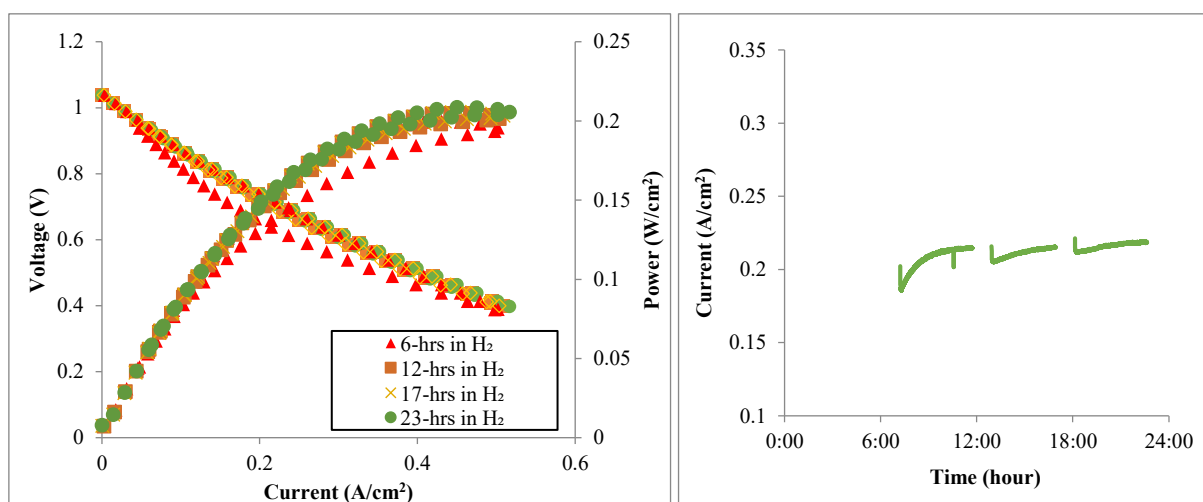 1.2
1
0.8
0.6
0.4
0.2
0
Voltage (V)
0.25
0.2
0.15
0.1
0.05
0
Power (W/cm²)
6-hrs in H₂
12-hrs in H₂
17-hrs in H₂
23-hrs in H₂
0 0.2 0.4 0.6
Current (A/cm²)
0.35
0.3
0.25
0.2
0.15
0.1
Current (A/cm²)
0:00 6:00 12:00 18:00 24:00
Time (hour)